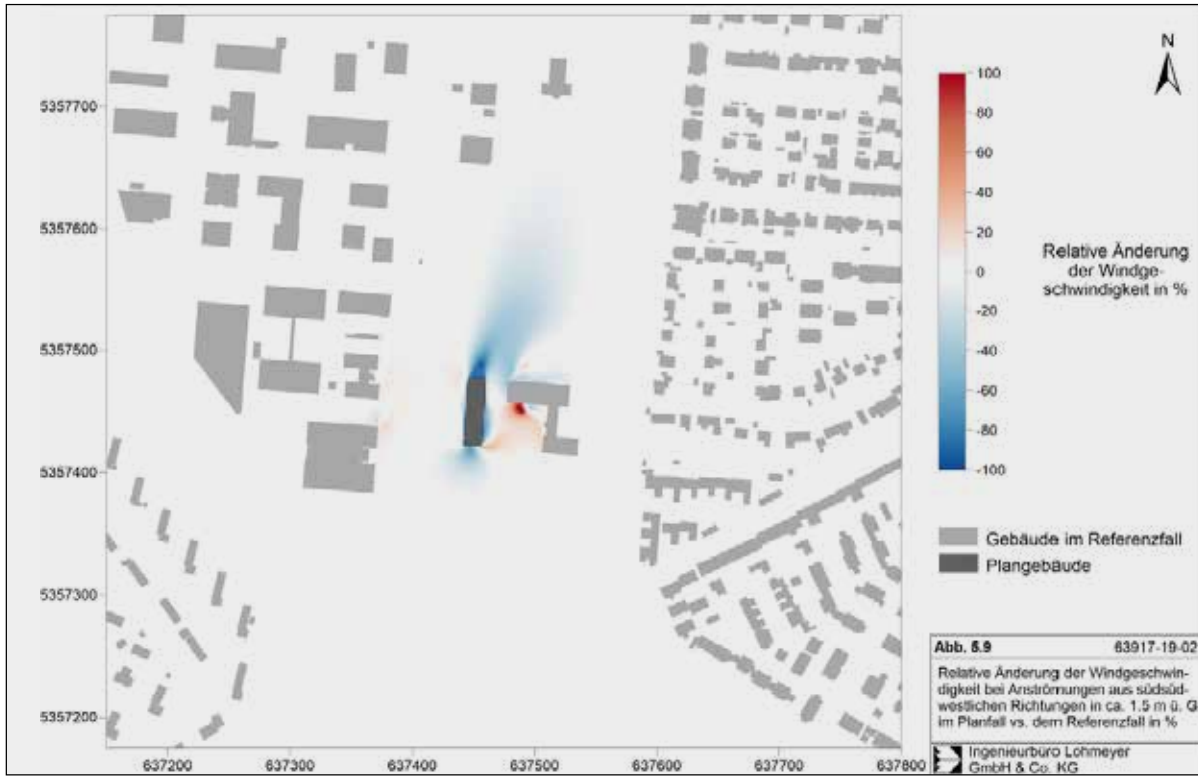 N
5357700
5357600
5357500
5357400
5357300
5357200
637200
637300
637400
637500
637600
637700
637800
100
80
60
40
20
0
-20
-40
-60
-80
-100
Relative Änderung
der Windge-
schwindigkeit in %
Gebäude im Referenzfall
Plangebäude
Abb. 5.9 63917-19-02
Relative Änderung der Windgeschwin-
digkeit bei Anströmungen aus südsüd-
westlichen Richtungen in ca. 1.5 m ü. G
im Planfall vs. dem Referenzfall in %
Ingenieurbüro Lohmeyer
GmbH & Co. KG